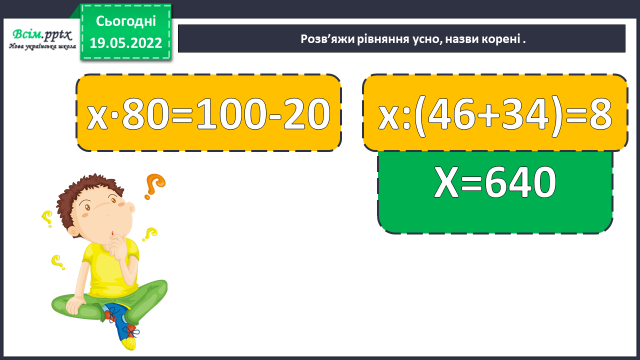 Всім.pptx
Нова українська школа
Сьогодні
19.05.2022
Розв'яжи рівняння усно, назви корені .
х·80=100-20
х:(46+34)=8
Х=640